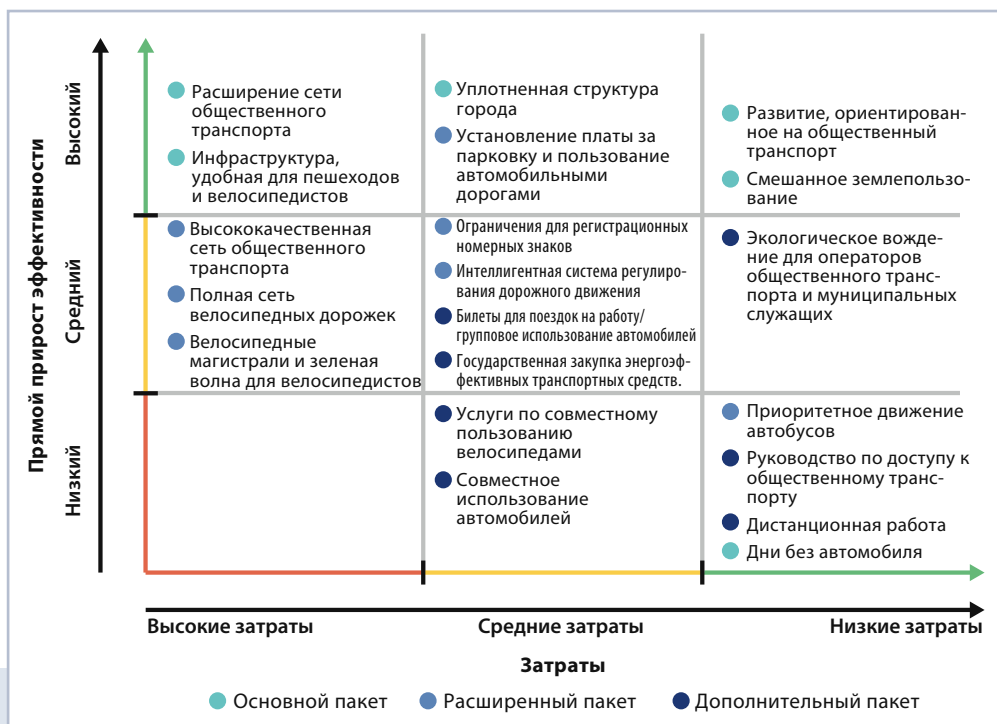 Прямой прирост эффективности
Высокий
Средний
Низкий
Расширение сети
общественного
транспорта
Инфраструктура,
удобная для пешеходов
и велосипедистов
Уплотненная структура
города
Установление платы за
парковку и пользование
автомобильными
дорогами
Развитие, ориентирован-
ное на общественный
транспорт
Смешанное землепользо-
вание
Высококачественная
сеть общественного
транспорта
Полная сеть
велосипедных дорожек
Велосипедные
магистрали и зеленая
волна для велосипедистов
Ограничения для регистрационных
номерных знаков
Интеллигентная система регулиро-
вания дорожного движения
Билеты для поездок на работу/
групповое использование автомобилей
Государственная закупка энергоэф-
фективных транспортных средств.
Экологическое вожде-
ние для операторов
общественного транс-
порта и муниципальных
служащих
Услуги по совместному
пользованию
велосипедами
Совместное
использование
автомобилей
Приоритетное движение
автобусов
Руководство по доступу к
общественному транс-
порту
Дистанционная работа
Дни без автомобиля
Высокие затраты
Средние затраты
Низкие затраты
Затраты
Основной пакет
Расширенный пакет
Дополнительный пакет